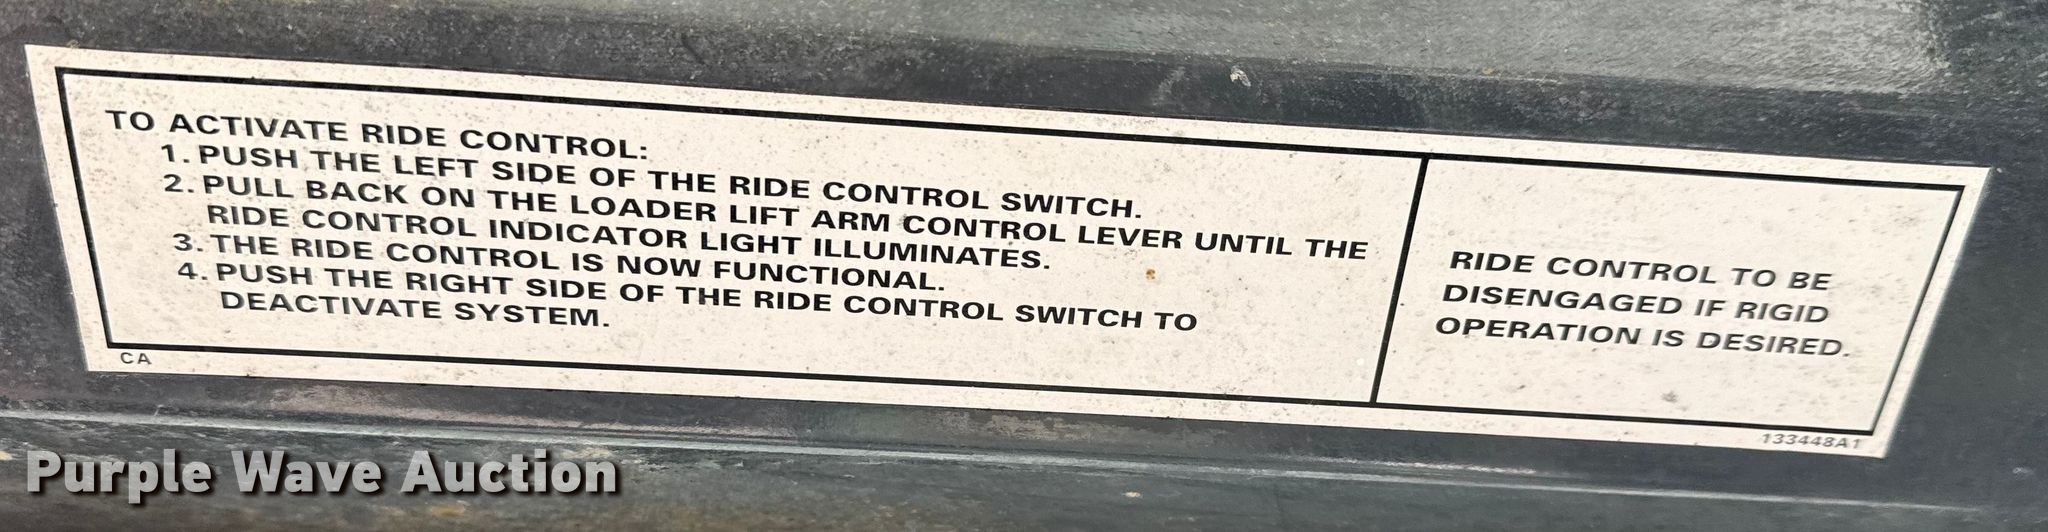 TO ACTIVATE RIDE CONTROL:
1. PUSH THE LEFT SIDE OF THE RIDE CONTROL SWITCH.
2. PULL BACK ON THE LOADER LIFT ARM CONTROL LEVER UNTIL THE
RIDE CONTROL INDICATOR LIGHT ILLUMINATES.
3. THE RIDE CONTROL IS NOW FUNCTIONAL.
4. PUSH THE RIGHT SIDE OF THE RIDE CONTROL SWITCH TO
DEACTIVATE SYSTEM.
RIDE CONTROL TO BE
DISENGAGED IF RIGID
OPERATION IS DESIRED.
CA
133448A1
Purple Wave Auction